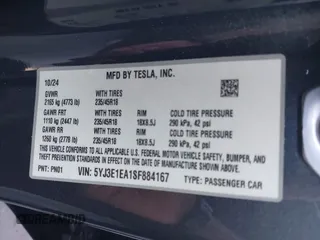 MFD BY TESLA, INC.
10/24
GVWR WITH TIRES
2165 kg (4773 lb) 235/45R18
GAWR FRT WITH TIRES RIM COLD TIRE PRESSURE
1110 kg (2447 lb) 235/45R18 18X8.5J 290 kPa, 42 psi
GAWR RR WITH TIRES RIM COLD TIRE PRESSURE
1260 kg (2778 lb) 235/45R18 18X8.5J 290 kPa, 42 psi
THIS VEHICLE CONFORMS TO ALL APPLICABLE FEDERAL MOTOR VEHICLE SAFETY, BUMPER, AND
THEFT PREVENTION STANDARDS IN EFFECT ON THE DATE OF MANUFACTURE SHOWN ABOVE.
PNT: PN01 VIN: 5YJ3E1EA1SF884167 TYPE: PASSENGER CAR